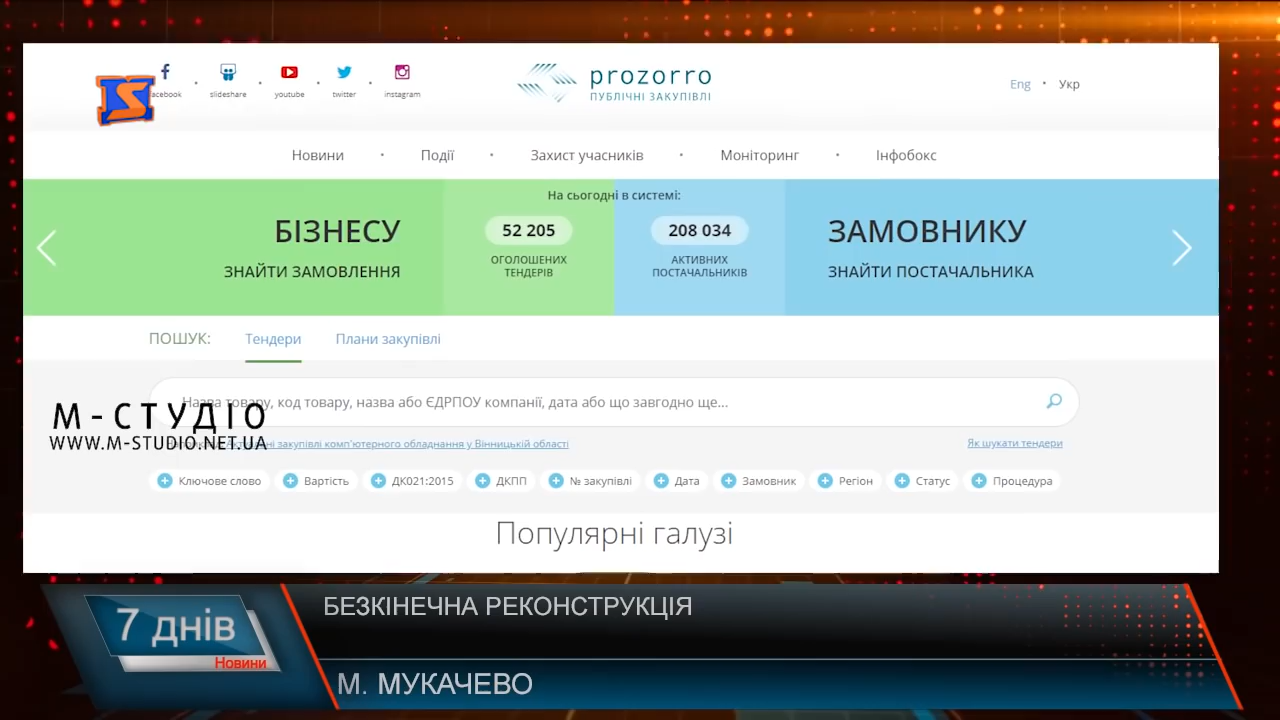 acebook
slideshare
youtube
twitter
instagram
prozorro
ПУБЛІЧНІ ЗАКУПІВЛІ
Eng • Укр
Новини • Події • Захист учасників • Моніторинг • Інфобокс
На сьогодні в системі:
БІЗНЕСУ
ЗНАЙТИ ЗАМОВЛЕННЯ
52 205
ОГОЛОШЕНИХ
ТЕНДЕРІВ
208 034
АКТИВНИХ
ПОСТАЧАЛЬНИКІВ
ЗАМОВНИКУ
ЗНАЙТИ ПОСТАЧАЛЬНИКА
ПОШУК: Тендери Плани закупівлі
Назва товару, код товару, назва або ЄДРПОУ компанії, дата або що завгодно ще...
М-СТУДІО
WWW.M-STUDIO.NET.UA
закупівлі комп'ютерного обладнання у Вінницькій області
Як шукати тендери
Ключове слово Вартість ДК021:2015 ДКПП № закупівлі Дата Замовник Регіон Статус Процедура
Популярні галузі
7 днів
Новини
БЕЗКІНЕЧНА РЕКОНСТРУКЦІЯ
М. МУКАЧЕВО